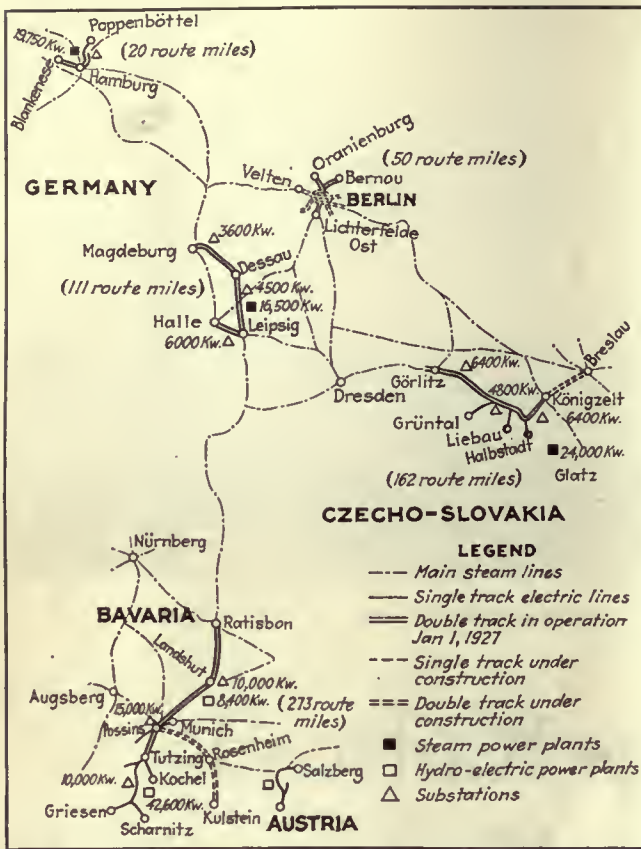 Poppenböttel
19,750 Kw.
(20 route miles)
Blankenese
Hamburg
Oranienburg
(50 route miles)
Velten
Bernau
GERMANY
BERLIN
Lichterfelde
Ost
3600 Kw.
Magdeburg
Dessau
(111 route miles)
4500 Kw.
16,500 Kw.
Halle
Leipsig
6000 Kw.
Breslau
6400 Kw.
Görlitz
4800 Kw.
Königzelt
Dresden
Grüntal
6400 Kw.
Liebau
Halbstadt
24,000 Kw.
(162 route miles)
Glatz
CZECHO-SLOVAKIA
Nürnberg
BAVARIA
Ratisbon
Landshut
10,000 Kw.
8,400 Kw.
(273 route
miles)
Augsberg
15,000 Kw.
Possins
Munich
Tutzing
Rosenheim
Salzberg
10,000 Kw.
Kochel
42,600 Kw.
Griesen
Scharnitz
Kulstein
AUSTRIA
LEGEND
Main steam lines
Single track electric lines
Double track in operation
Jan 1, 1927
Single track under
construction
Double track under
construction
Steam power plants
Hydro-electric power plants
Substations